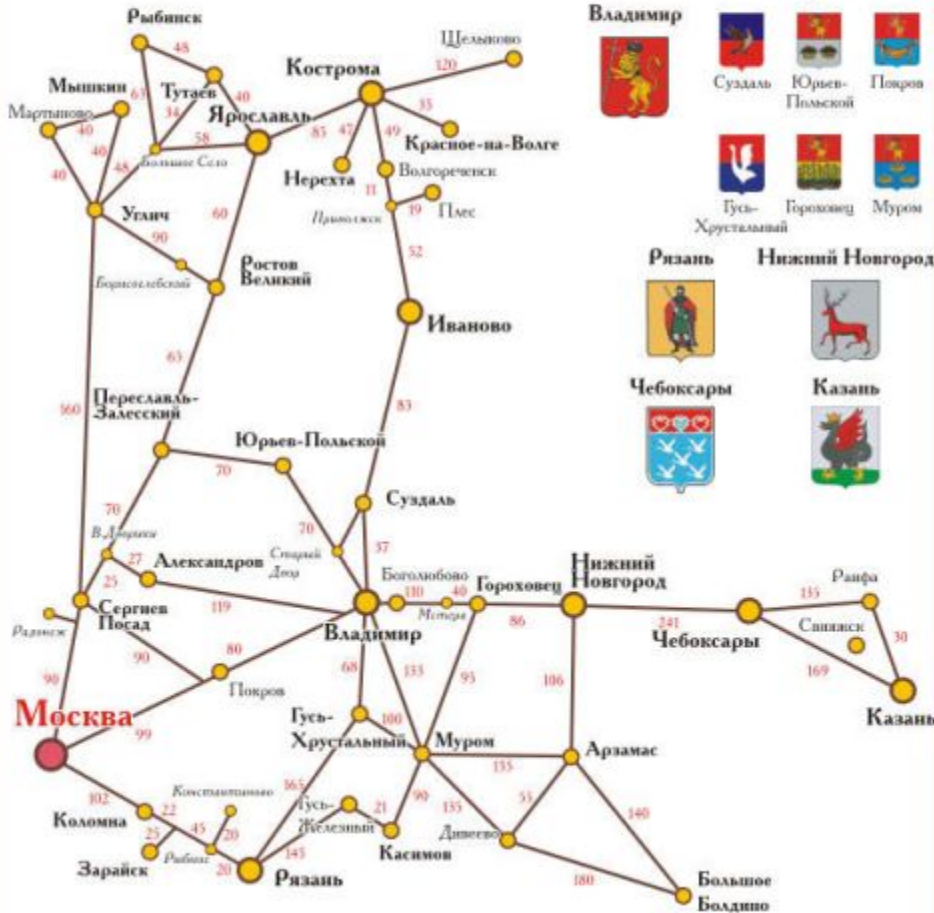 Рыбинск
48
Мышкин
63
Тутаев
40
Мартыново
40
34
Ярославль
58
Большое Село
40
40
48
Углич
90
Борисоглебский
60
Ростов
Великий
Кострома
120
Щелыково
85
47
49
35
Красное-на-Волге
Нерехта
Волгореченск
11
Приволжск
19
Плес
52
Иваново
63
83
160
Переславль-
Залесский
Юрьев-Польской
70
70
70
Суздаль
37
В.Дворики
27
Александров
Старый
Двор
25
Сергиев
Посад
119
Радонеж
90
90
80
Владимир
Боголюбово
110
40
Мстера
Гороховец
Нижний
Новгород
86
241
Чебоксары
135
Раифа
Свияжск
30
169
Казань
Покров
68
133
95
106
Москва
99
Гусь-
Хрустальный
100
Муром
Арзамас
135
102
Коломна
22
Константиново
165
Гусь-
Железный
21
90
135
55
140
Дивеево
25
45
20
Зарайск
Рыбное
20
Рязань
145
Касимов
180
Большое
Болдино
Владимир
Суздаль
Юрьев-
Польской
Покров
Гусь-
Хрустальный
Гороховец
Муром
Рязань
Нижний Новгород
Чебоксары
Казань